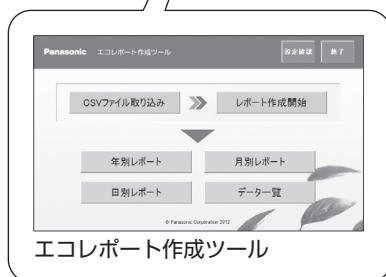 Panasonic エコレポート作成ツール
設定確認 終了
CSVファイル取り込み レポート作成開始
年別レポート 月別レポート
日別レポート データ一覧
© Panasonic Corporation 2012
エコレポート作成ツール